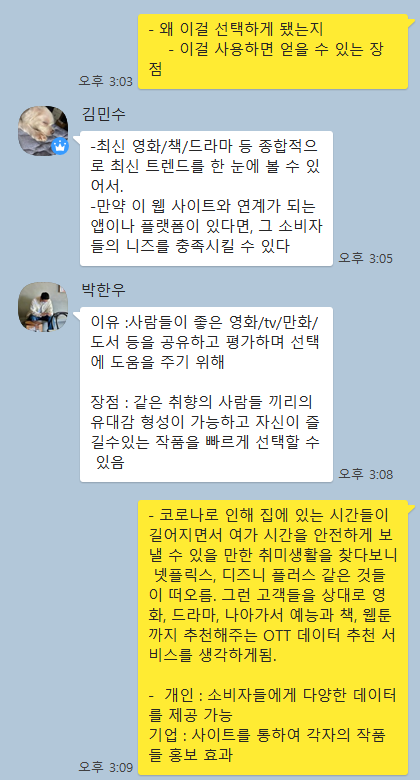 - 왜 이걸 선택하게 됐는지
- 이걸 사용하면 얻을 수 있는 장
점
오후 3:03
김민수
-최신 영화/책/드라마 등 종합적으
로 최신 트렌드를 한 눈에 볼 수 있
어서.
-만약 이 웹 사이트와 연계가 되는
앱이나 플랫폼이 있다면, 그 소비자
들의 니즈를 충족시킬 수 있다
오후 3:05
박한우
이유 :사람들이 좋은 영화/tv/만화/
도서 등을 공유하고 평가하며 선택
에 도움을 주기 위해
장점 : 같은 취향의 사람들 끼리의
유대감 형성이 가능하고 자신이 즐
길수있는 작품을 빠르게 선택할 수
있음
오후 3:08
- 코로나로 인해 집에 있는 시간들이
길어지면서 여가 시간을 안전하게 보
낼 수 있을 만한 취미생활을 찾다보니
넷플릭스, 디즈니 플러스 같은 것들
이 떠오름. 그런 고객들을 상대로 영
화, 드라마, 나아가서 예능과 책, 웹툰
까지 추천해주는 OTT 데이터 추천 서
비스를 생각하게됨.
- 개인 : 소비자들에게 다양한 데이터
를 제공 가능
기업 : 사이트를 통하여 각자의 작품
들 홍보 효과
오후 3:09